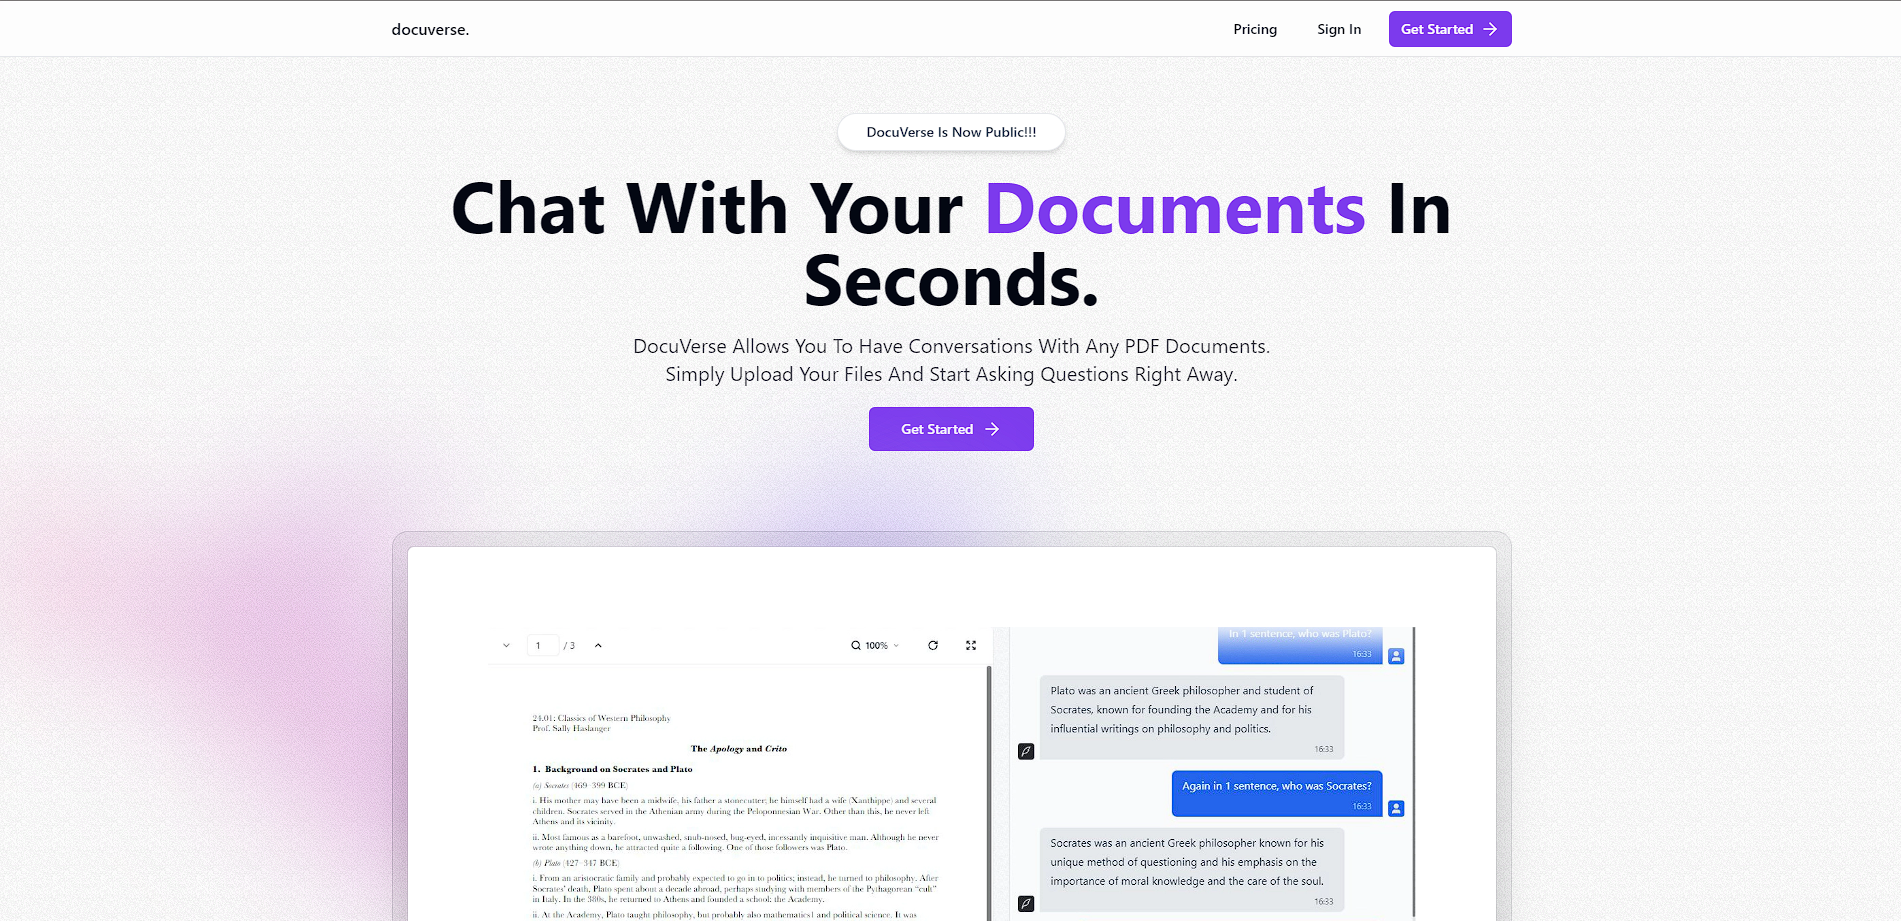 docuverse.
Pricing
Sign In
Get Started
DocuVerse Is Now Public!!!
Chat With Your Documents In
Seconds.
DocuVerse Allows You To Have Conversations With Any PDF Documents.
Simply Upload Your Files And Start Asking Questions Right Away.
Get Started
1 / 3
100%
24.01: Classics of Western Philosophy
Prof. Sally Haslanger
The Apology and Crito
1. Background on Socrates and Plato
(a) Socrates (469–399 BCE)
i. His mother may have been a midwife, his father a stonecutter; he himself had a wife (Xanthippe) and several
children. Socrates served in the Athenian army during the Peloponnesian War. Other than this, he never left
Athens and its vicinity.
ii. Most famous as a barefoot, unwashed, snub-nosed, bug-eyed, incessantly inquisitive man. Although he never
wrote anything down, he attracted quite a following. One of those followers was Plato.
(b) Plato (427–347 BCE)
i. From an aristocratic family and probably expected to go in to politics; instead, he turned to philosophy. After
Socrates' death, Plato spent about a decade abroad, perhaps studying with members of the Pythagorean "cult"
in Italy. In the 380s, he returned to Athens and founded a school: the Academy.
ii. At the Academy, Plato taught philosophy, but probably also mathematics1 and political science. It was
In 1 sentence, who was Plato?
16:33
Plato was an ancient Greek philosopher and student of
Socrates, known for founding the Academy and for his
influential writings on philosophy and politics.
16:33
Again in 1 sentence, who was Socrates?
16:33
Socrates was an ancient Greek philosopher known for his
unique method of questioning and his emphasis on the
importance of moral knowledge and the care of the soul.
16:33